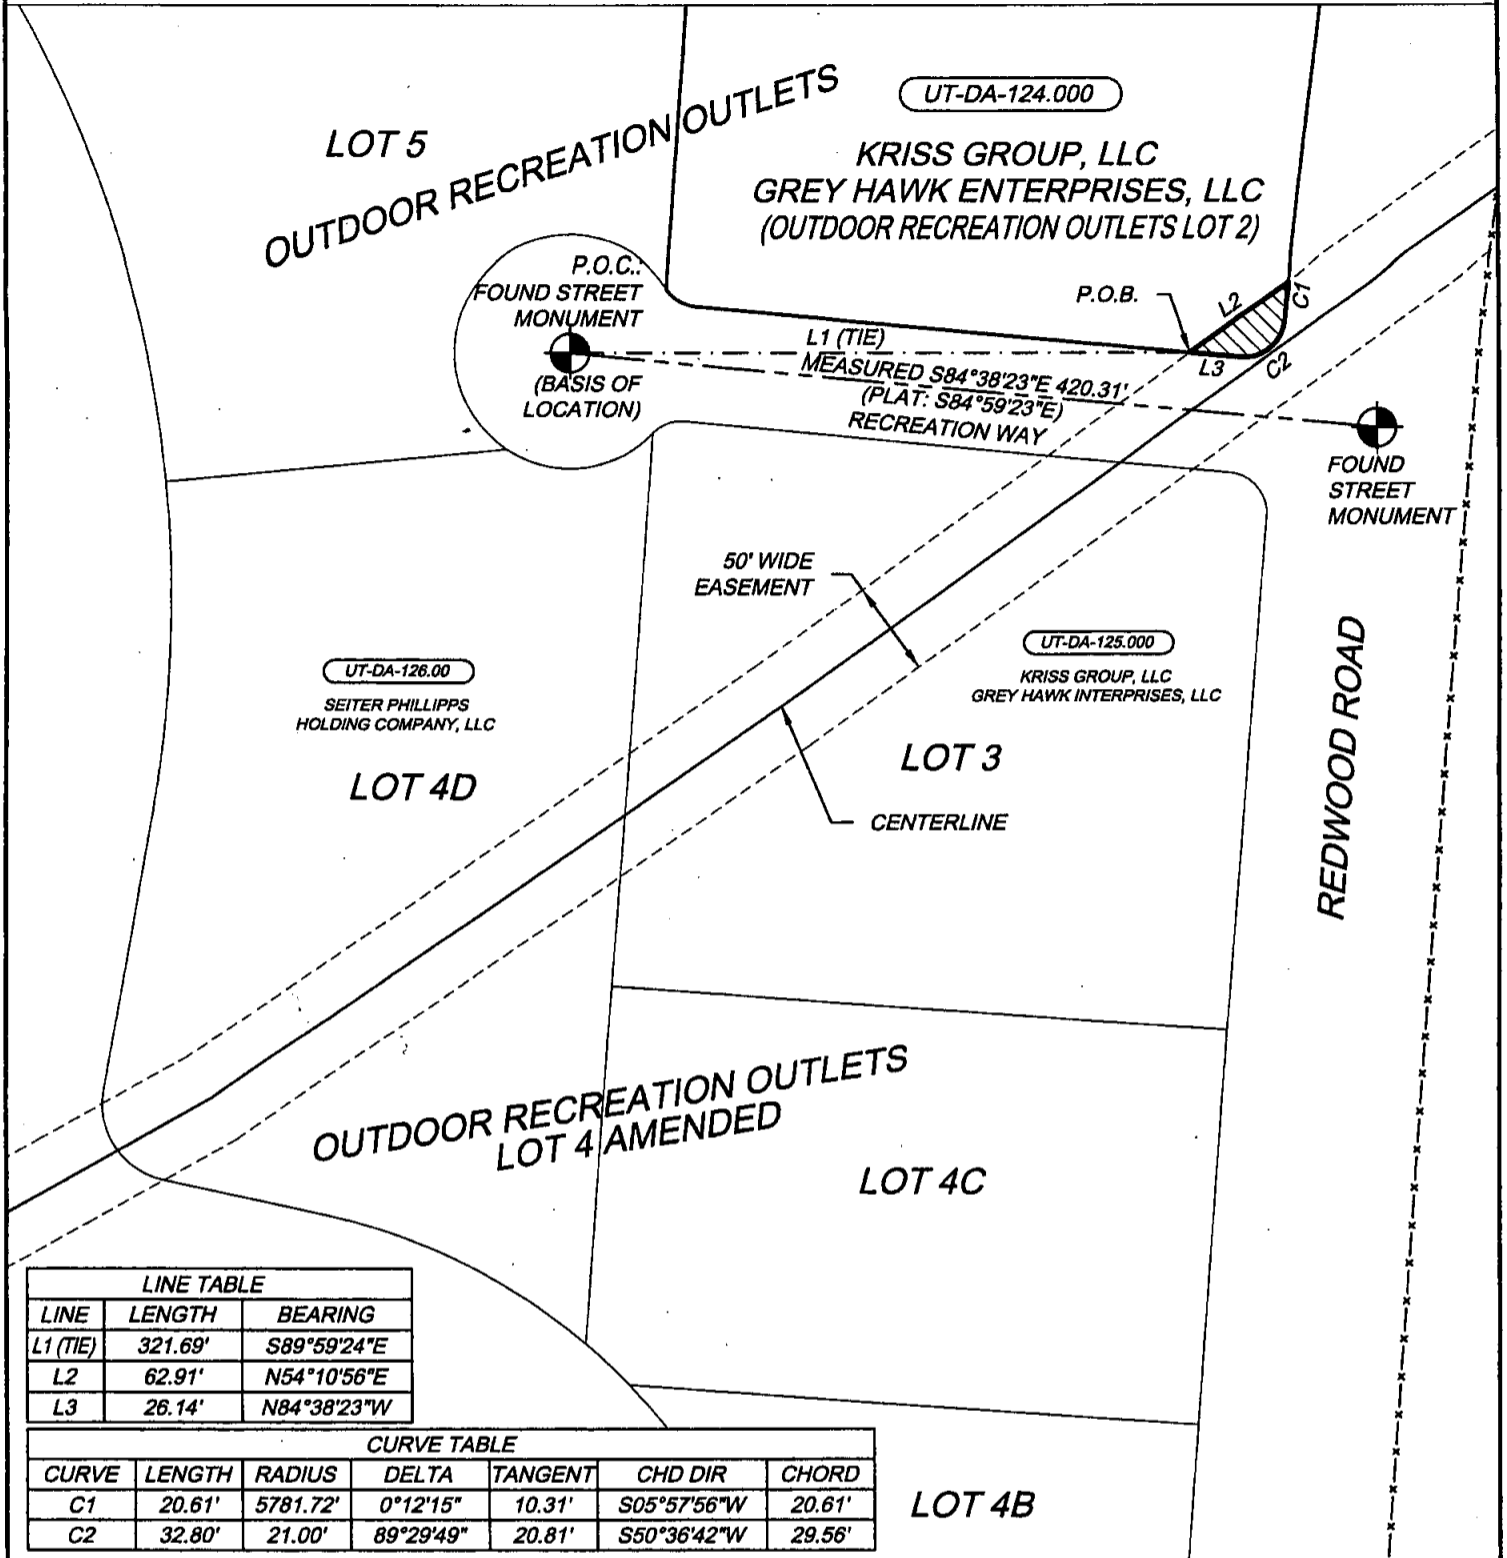 UT-DA-124.000
LOT 5
OUTDOOR RECREATION OUTLETS
KRISS GROUP, LLC
GREY HAWK ENTERPRISES, LLC
(OUTDOOR RECREATION OUTLETS LOT 2)
P.O.C.:
FOUND STREET
MONUMENT
(BASIS OF
LOCATION)
P.O.B.
L2
C1
L1 (TIE)
L3
C2
MEASURED S84°38'23"E 420.31'
(PLAT: S84°59'23"E)
RECREATION WAY
FOUND
STREET
MONUMENT
50' WIDE
EASEMENT
UT-DA-126.00
SEITER PHILLIPPS
HOLDING COMPANY, LLC
LOT 4D
UT-DA-125.000
KRISS GROUP, LLC
GREY HAWK INTERPRISES, LLC
LOT 3
CENTERLINE
REDWOOD ROAD
OUTDOOR RECREATION OUTLETS
LOT 4 AMENDED
LOT 4C
LINE TABLE
LINE LENGTH BEARING
L1 (TIE) 321.69' S89°59'24"E
L2 62.91' N54°10'56"E
L3 26.14' N84°38'23"W
CURVE TABLE
CURVE LENGTH RADIUS DELTA TANGENT CHD DIR CHORD
C1 20.61' 5781.72' 0°12'15" 10.31' S05°57'56"W 20.61'
C2 32.80' 21.00' 89°29'49" 20.81' S50°36'42"W 29.56'
LOT 4B